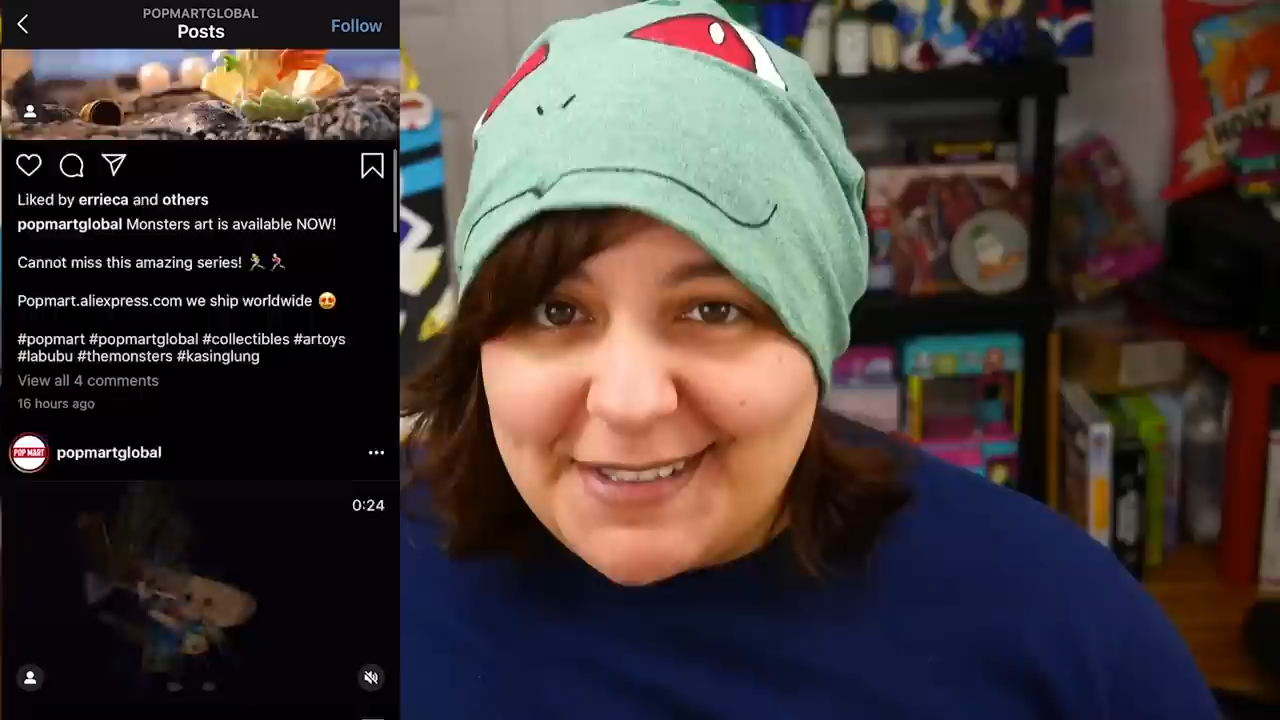 POPMARTGLOBAL
Posts
Follow
Liked by errieca and others
popmartglobal Monsters art is available NOW!
Cannot miss this amazing series! 🏃‍♂️🏃‍♀️
Popmart.aliexpress.com we ship worldwide 😍
#popmart #popmartglobal #collectibles #artoys
#labubu #themonsters #kasinglung
View all 4 comments
16 hours ago
POP MART
popmartglobal
0:24
HOLY